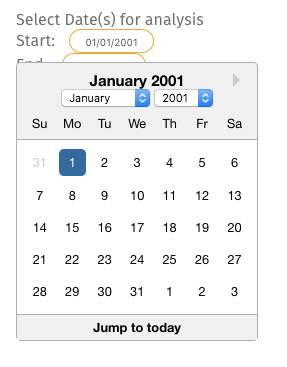 Select Date(s) for analysis
Start: 01/01/2001
End
January 2001
January 2001
Su Mo Tu We Th Fr Sa
31 1 2 3 4 5 6
7 8 9 10 11 12 13
14 15 16 17 18 19 20
21 22 23 24 25 26 27
28 29 30 31 1 2 3
Jump to today